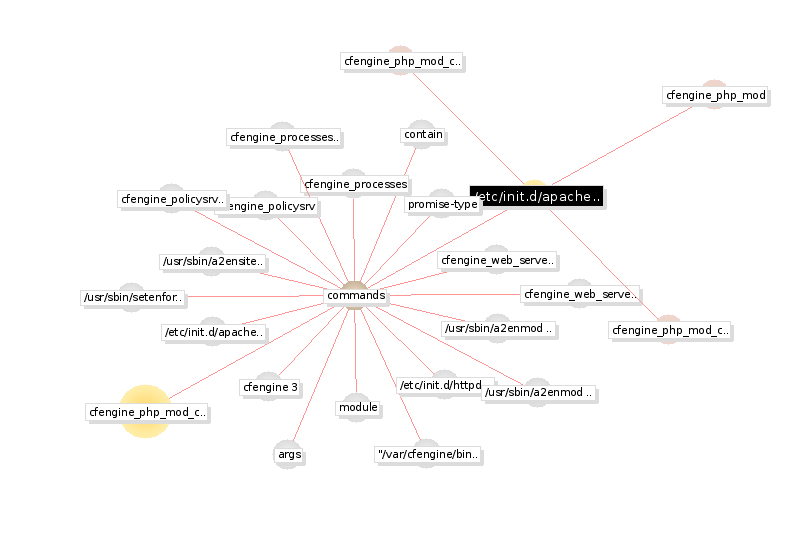 cfengine_php_mod_c..
cfengine_php_mod
cfengine_processes..
contain
cfengine_processes
/etc/init.d/apache..
cfengine_policysrv..
cfengine_policysrv
promise-type
/usr/sbin/a2ensite..
cfengine_web_serve..
/usr/sbin/setenfor..
commands
cfengine_web_serve..
/etc/init.d/apache..
/usr/sbin/a2enmod ..
cfengine_php_mod_c..
cfengine 3
/etc/init.d/httpd
/usr/sbin/a2enmod ..
cfengine_php_mod_c..
module
args
"/var/cfengine/bin..